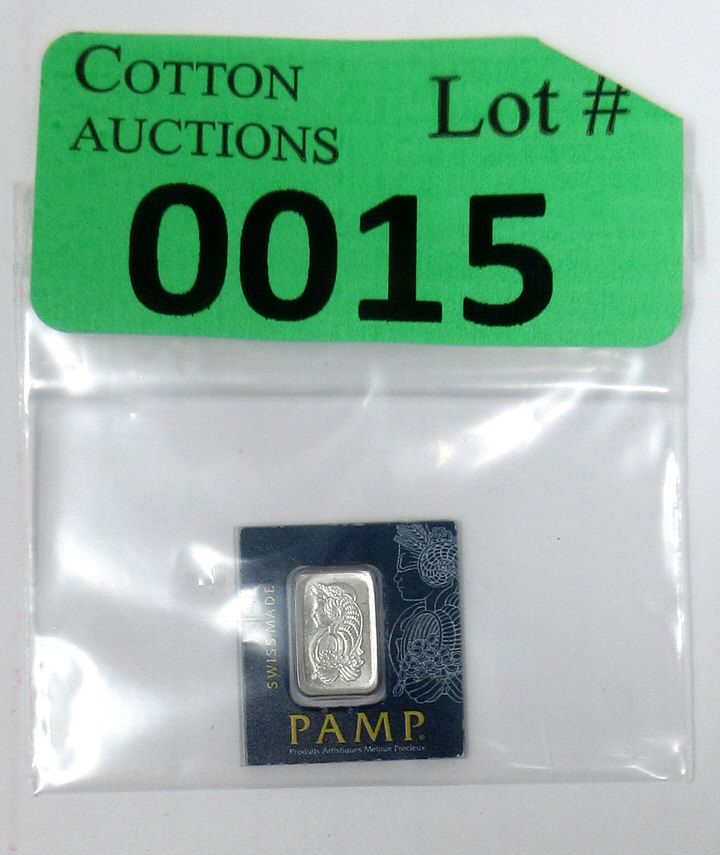 COTTON
AUCTIONS
Lot #
0015
SWISS MADE
PAMP®
Produits Artistiques Métaux Précieux